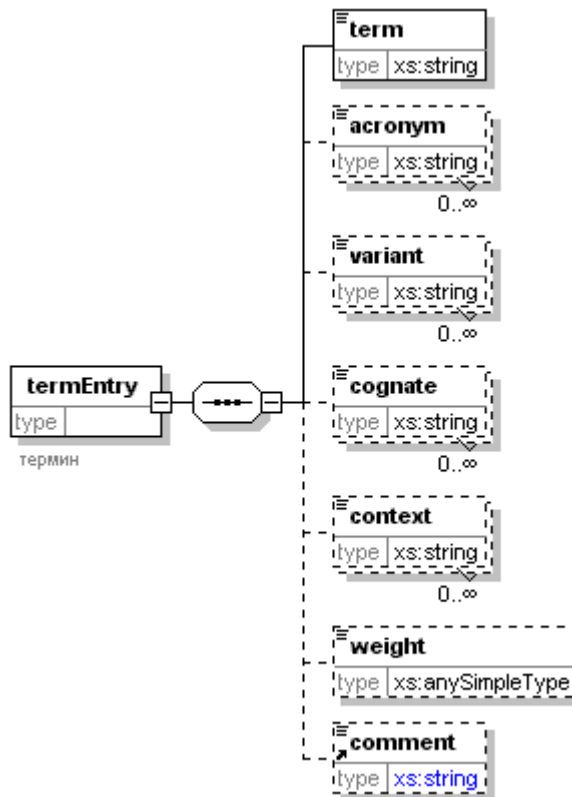 term
type xs:string
acronym
type xs:string
0..∞
variant
type xs:string
0..∞
termEntry
type
термин
cognate
type xs:string
0..∞
context
type xs:string
0..∞
weight
type xs:anySimpleType
comment
type xs:string